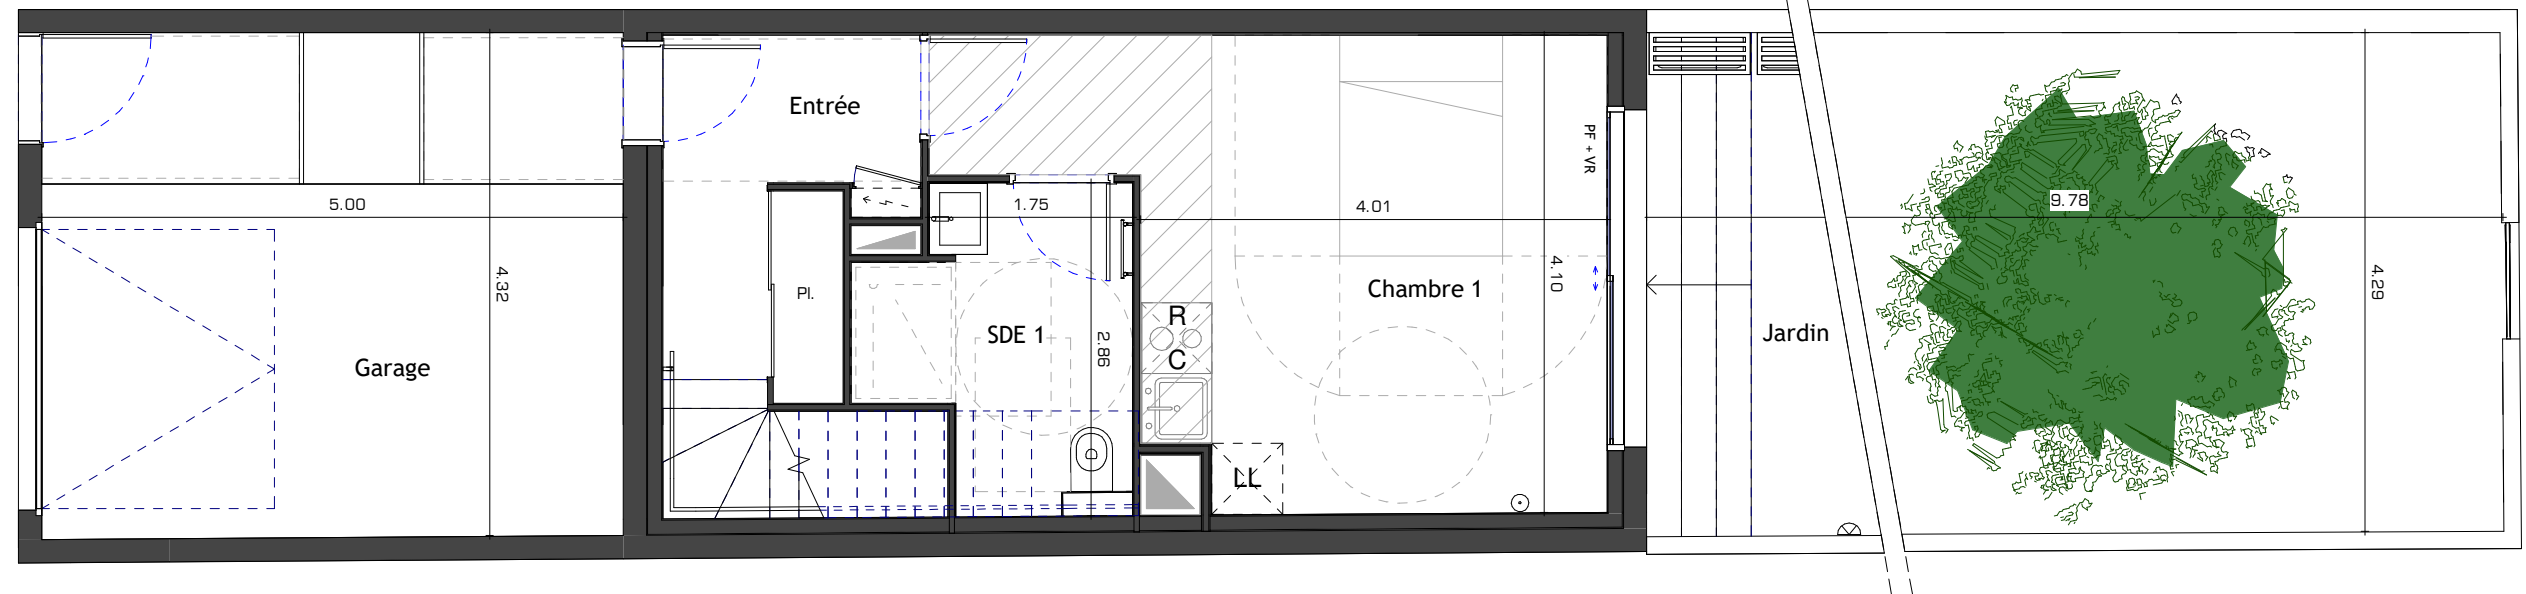 Entrée
PF + VR
5.00
1.75
4.01
9.78
4.32
4.10
4.29
Pl.
Chambre 1
R
SDE 1
2.86
Jardin
C
Garage
LL